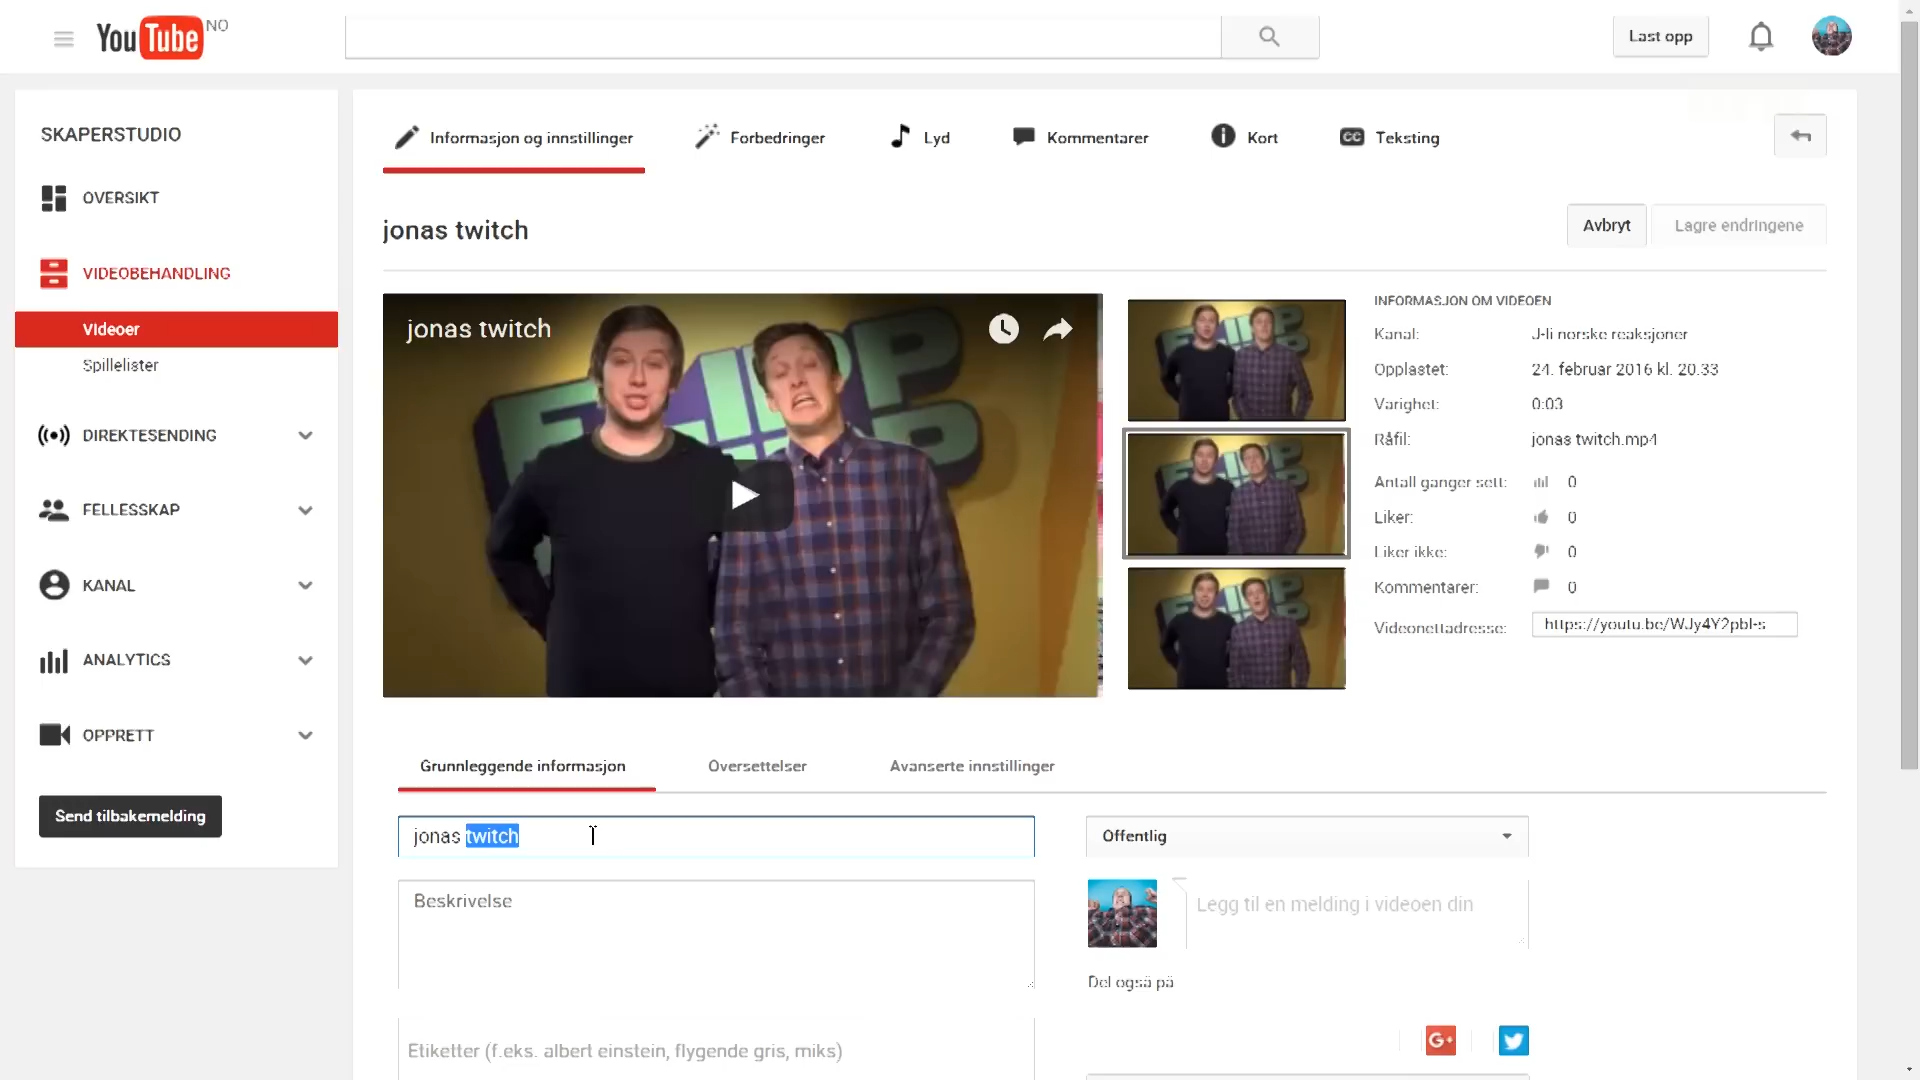 YouTube NO
Last opp
SKAPERSTUDIO
OVERSIKT
VIDEOBEHANDLING
Videoer
Spillelister
DIREKTESENDING
FELLESSKAP
KANAL
ANALYTICS
OPPRETT
Send tilbakemelding
Informasjon og innstillinger
Forbedringer
Lyd
Kommentarer
Kort
CC Teksting
jonas twitch
Avbryt
Lagre endringene
jonas twitch
INFORMASJON OM VIDEOEN
Kanal: J-li norske reaksjoner
Opplastet: 24. februar 2016 kl. 20.33
Varighet: 0:03
Råfil: jonas twitch.mp4
Antall ganger sett: 0
Liker: 0
Liker ikke: 0
Kommentarer: 0
Videonettadresse:
Grunnleggende informasjon
Oversettelser
Avanserte innstillinger
jonas twitch
Beskrivelse
Etiketter (f.eks. albert einstein, flygende gris, miks)
Offentlig
Legg til en melding i videoen din
Del også på
G+